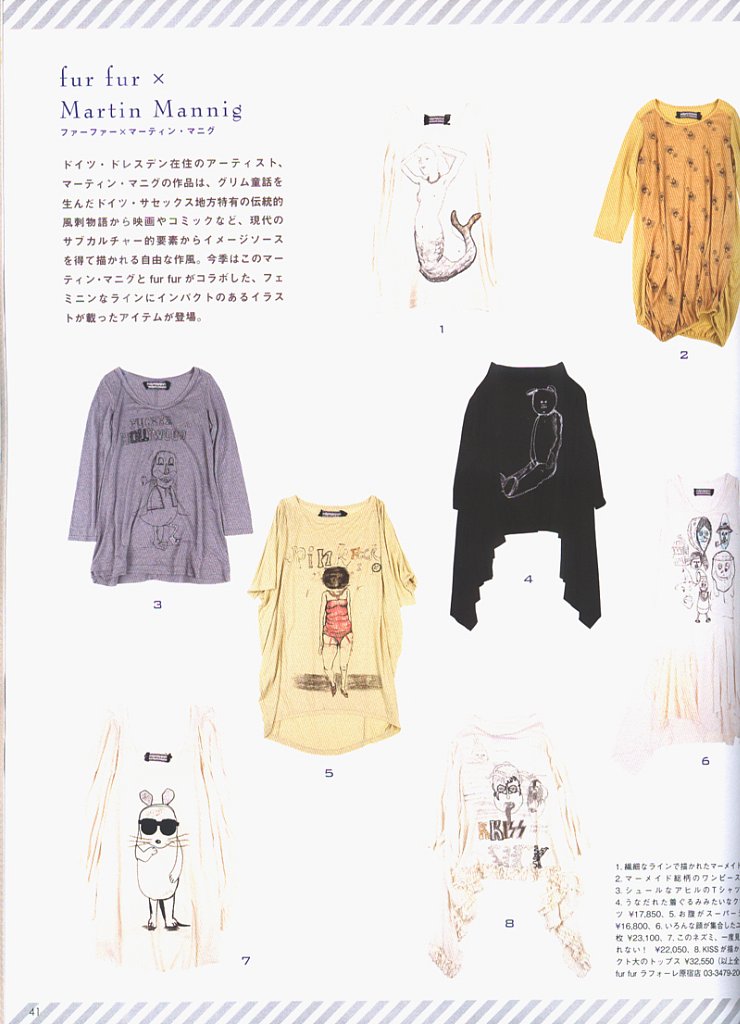 fur fur ×
Martin Mannig
ファーファー×マーティン・マニグ
ドイツ・ドレスデン在住のアーティスト、
マーティン・マニグの作品は、グリム童話を
生んだドイツ・サセックス地方特有の伝統的
風刺物語から映画やコミックなど、現代の
サブカルチャー的要素からイメージソース
を得て描かれる自由な作風。今季はこのマー
ティン・マニグと fur fur がコラボした、フェ
ミニンなラインにインパクトのあるイラス
トが載ったアイテムが登場。
1
2
HOLLYWOOD
3
4
PINK
5
6
7
KISS
8
1. 繊細なラインで描かれたマーメイド
2. マーメイド総柄のワンピース
3. シュールなアヒルのTシャツ
4. うなだれた着ぐるみみたいなク
ツ ¥17,850、5. お腹がスーパー
¥16,800、6. いろんな顔が集合した
枚 ¥23,100、7. このネズミ、一度見
れない! ¥22,050、8. KISSが描か
クト大のトップス ¥32,550 (以上全
fur fur ラフォーレ原宿店 03-3479-20
41